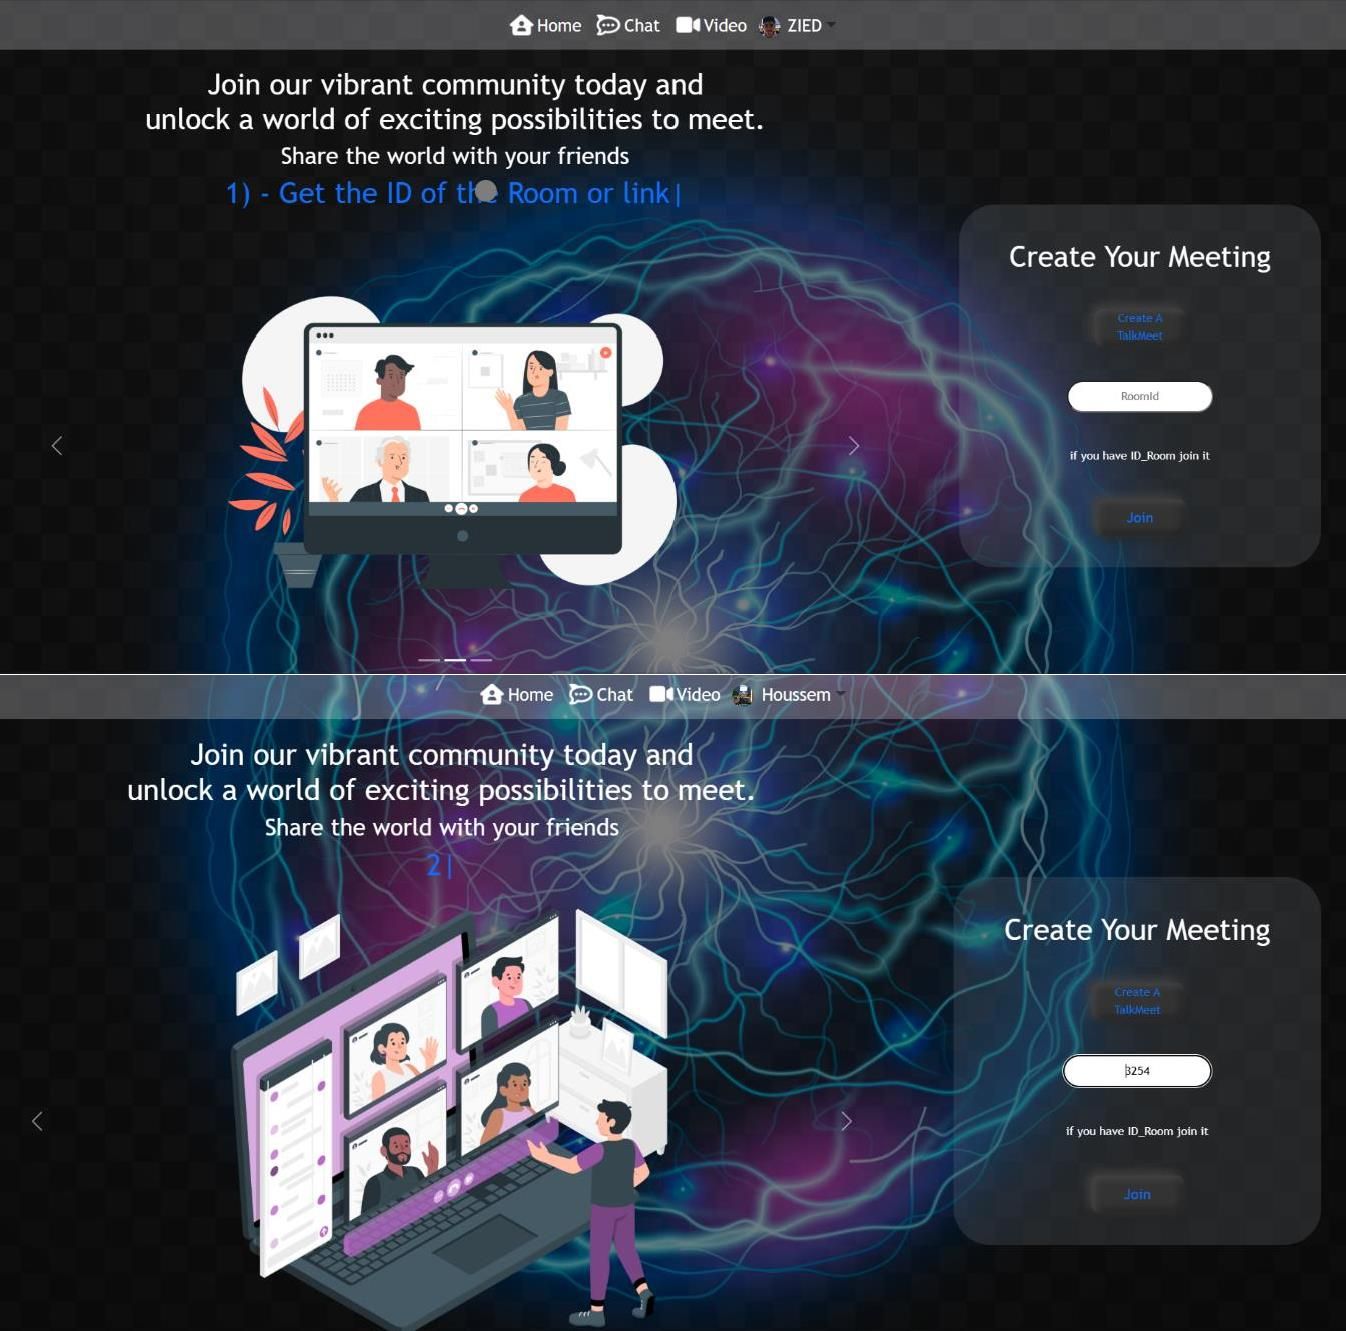 Home Chat Video ZIED
Join our vibrant community today and
unlock a world of exciting possibilities to meet.
Share the world with your friends
1) - Get the ID of the Room or link|
Create Your Meeting
Create A
TalkMeet
RoomId
if you have ID_Room join it
Join
Home Chat Video Houssem
Join our vibrant community today and
unlock a world of exciting possibilities to meet.
Share the world with your friends
2|
Create Your Meeting
Create A
TalkMeet
3254
if you have ID_Room join it
Join